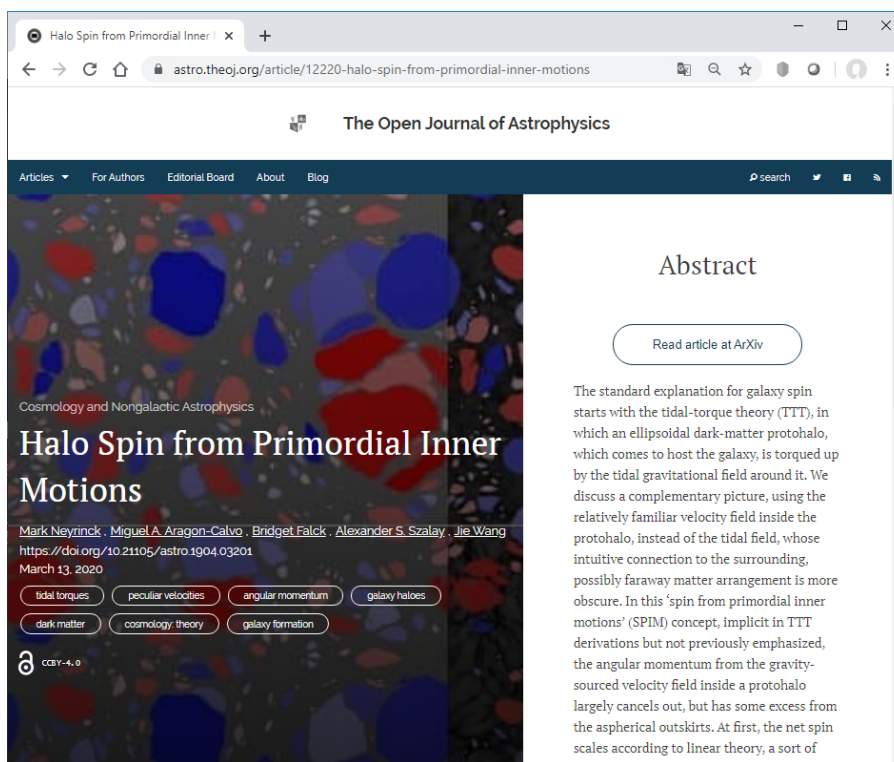 Halo Spin from Primordial Inner
astro.theoj.org/article/12220-halo-spin-from-primordial-inner-motions
The Open Journal of Astrophysics
Articles For Authors Editorial Board About Blog search
Cosmology and Nongalactic Astrophysics
Halo Spin from Primordial Inner
Motions
Mark Neyrinck , Miguel A. Aragon-Calvo , Bridget Falck , Alexander S. Szalay , Jie Wang
https://doi.org/10.21105/astro.1904.03201
March 13, 2020
tidal torques peculiar velocities angular momentum galaxy haloes
dark matter cosmology: theory galaxy formation
CCBY-4.0
Abstract
Read article at ArXiv
The standard explanation for galaxy spin
starts with the tidal-torque theory (TTT), in
which an ellipsoidal dark-matter protohalo,
which comes to host the galaxy, is torqued up
by the tidal gravitational field around it. We
discuss a complementary picture, using the
relatively familiar velocity field inside the
protohalo, instead of the tidal field, whose
intuitive connection to the surrounding,
possibly faraway matter arrangement is more
obscure. In this ‘spin from primordial inner
motions’ (SPIM) concept, implicit in TTT
derivations but not previously emphasized,
the angular momentum from the gravity-
sourced velocity field inside a protohalo
largely cancels out, but has some excess from
the aspherical outskirts. At first, the net spin
scales according to linear theory, a sort of